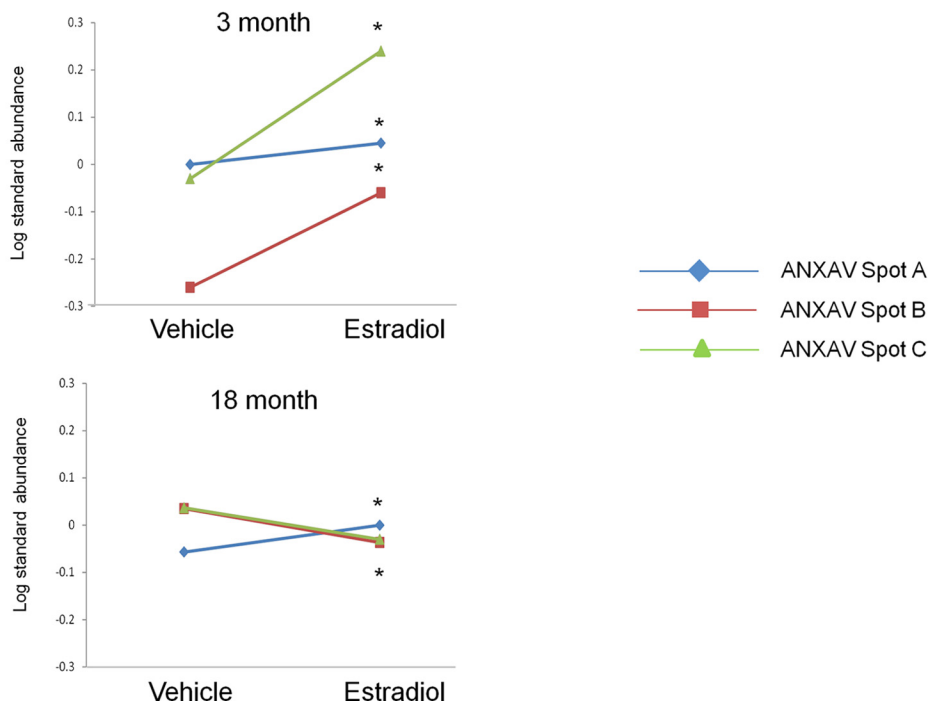 3 month
Log standard abundance
0.3
0.2
0.1
0
-0.1
-0.2
-0.3
*
*
*
Vehicle
Estradiol
ANXAV Spot A
ANXAV Spot B
ANXAV Spot C
18 month
Log standard abundance
0.3
0.2
0.1
0
-0.1
-0.2
-0.3
*
*
Vehicle
Estradiol